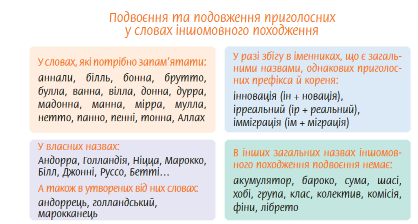 Подвоєння та подовження приголосних
у словах іншомовного походження
У словах, які потрібно запам'ятати:
аннали, білль, бонна, брутто,
булла, ванна, вілла, донна, дурра,
мадонна, манна, мірра, мулла,
нетто, панно, пенні, тонна, Аллах
У разі збігу в іменниках, що є загаль-
ними назвами, однакових приголос-
них префікса й кореня:
інновація (ін + новація),
ірреальний (ір + реальний),
імміграція (ім + міграція)
У власних назвах:
Андорра, Голландія, Ніцца, Марокко,
Білл, Джонні, Руссо, Бетті...
А також в утворених від них словах:
андоррець, голландський,
марокканець
В інших загальних назвах іншомов-
ного походження подвоєння немає:
акумулятор, бароко, сума, шасі,
хобі, група, клас, колектив, комісія,
фіни, лібрето